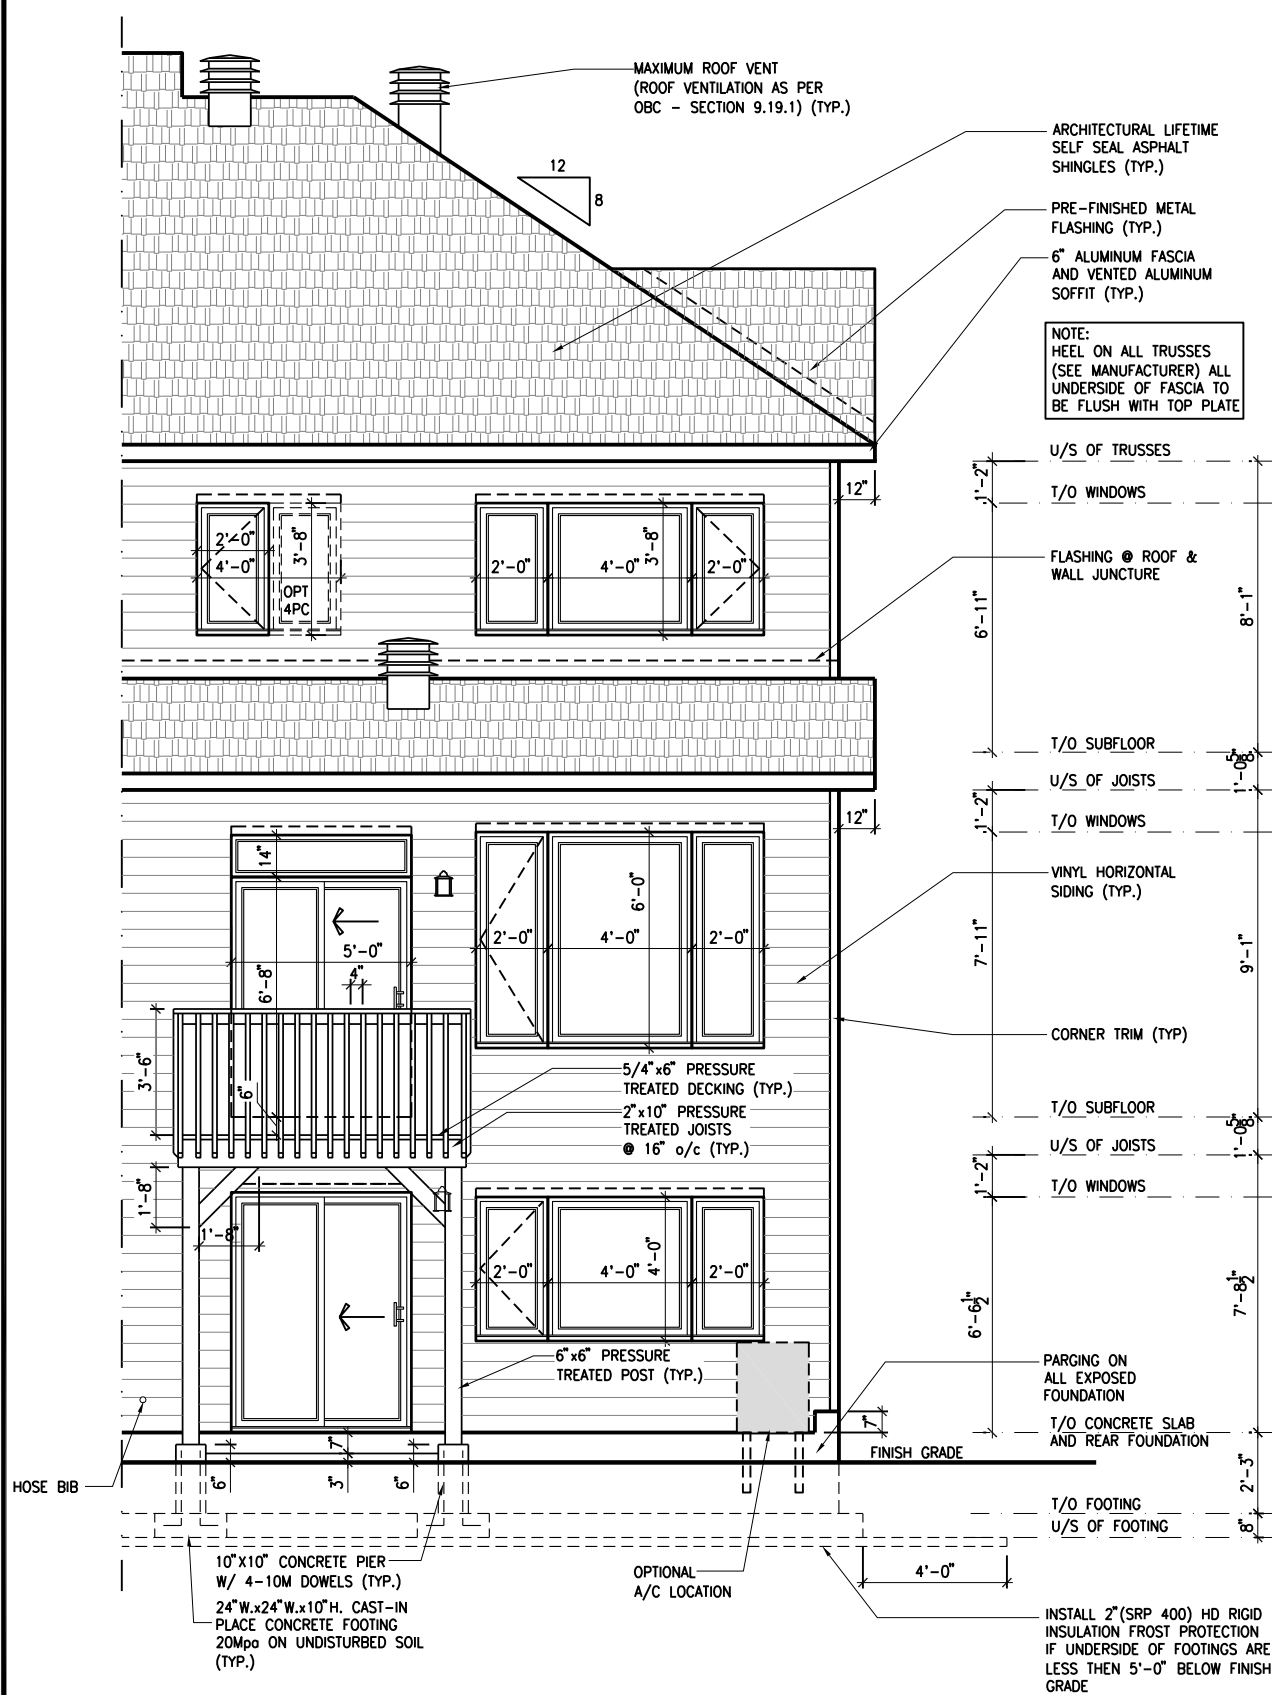 MAXIMUM ROOF VENT
(ROOF VENTILATION AS PER
OBC - SECTION 9.19.1) (TYP.)
12
8
ARCHITECTURAL LIFETIME
SELF SEAL ASPHALT
SHINGLES (TYP.)
PRE-FINISHED METAL
FLASHING (TYP.)
6" ALUMINUM FASCIA
AND VENTED ALUMINUM
SOFFIT (TYP.)
NOTE:
HEEL ON ALL TRUSSES
(SEE MANUFACTURER) ALL
UNDERSIDE OF FASCIA TO
BE FLUSH WITH TOP PLATE
U/S OF TRUSSES
1'-2"
12"
T/O WINDOWS
2'-0"
4'-0"
3'-8"
OPT
4PC
2'-0"
4'-0"
3'-8"
2'-0"
FLASHING @ ROOF &
WALL JUNCTURE
6'-11"
8'-1"
T/O SUBFLOOR
1'-0⅝"
U/S OF JOISTS
1'-2"
12"
T/O WINDOWS
14"
5'-0"
4"
6'-8"
6'-0"
2'-0"
4'-0"
2'-0"
VINYL HORIZONTAL
SIDING (TYP.)
7'-11"
9'-1"
CORNER TRIM (TYP)
3'-6"
6"
5/4"x6" PRESSURE
TREATED DECKING (TYP.)
2"x10" PRESSURE
TREATED JOISTS
@ 16" o/c (TYP.)
T/O SUBFLOOR
1'-0⅝"
U/S OF JOISTS
1'-2"
T/O WINDOWS
1'-8"
1'-8"
2'-0"
4'-0"
4'-0"
2'-0"
6'-6½"
7'-8½"
6"x6" PRESSURE
TREATED POST (TYP.)
PARGING ON
ALL EXPOSED
FOUNDATION
7"
T/O CONCRETE SLAB
AND REAR FOUNDATION
7"
FINISH GRADE
HOSE BIB
6"
3"
6"
2'-3"
T/O FOOTING
U/S OF FOOTING
8"
10"X10" CONCRETE PIER
W/ 4-10M DOWELS (TYP.)
24"W.x24"W.x10"H. CAST-IN
PLACE CONCRETE FOOTING
20Mpa ON UNDISTURBED SOIL
(TYP.)
OPTIONAL
A/C LOCATION
4'-0"
INSTALL 2"(SRP 400) HD RIGID
INSULATION FROST PROTECTION
IF UNDERSIDE OF FOOTINGS ARE
LESS THEN 5'-0" BELOW FINISH
GRADE